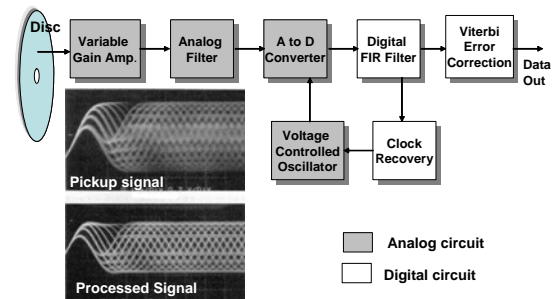 Disc
Variable
Gain Amp.
Analog
Filter
A to D
Converter
Digital
FIR Filter
Viterbi
Error
Correction
Data
Out
Voltage
Controlled
Oscillator
Clock
Recovery
Pickup signal
Processed Signal
Analog circuit
Digital circuit